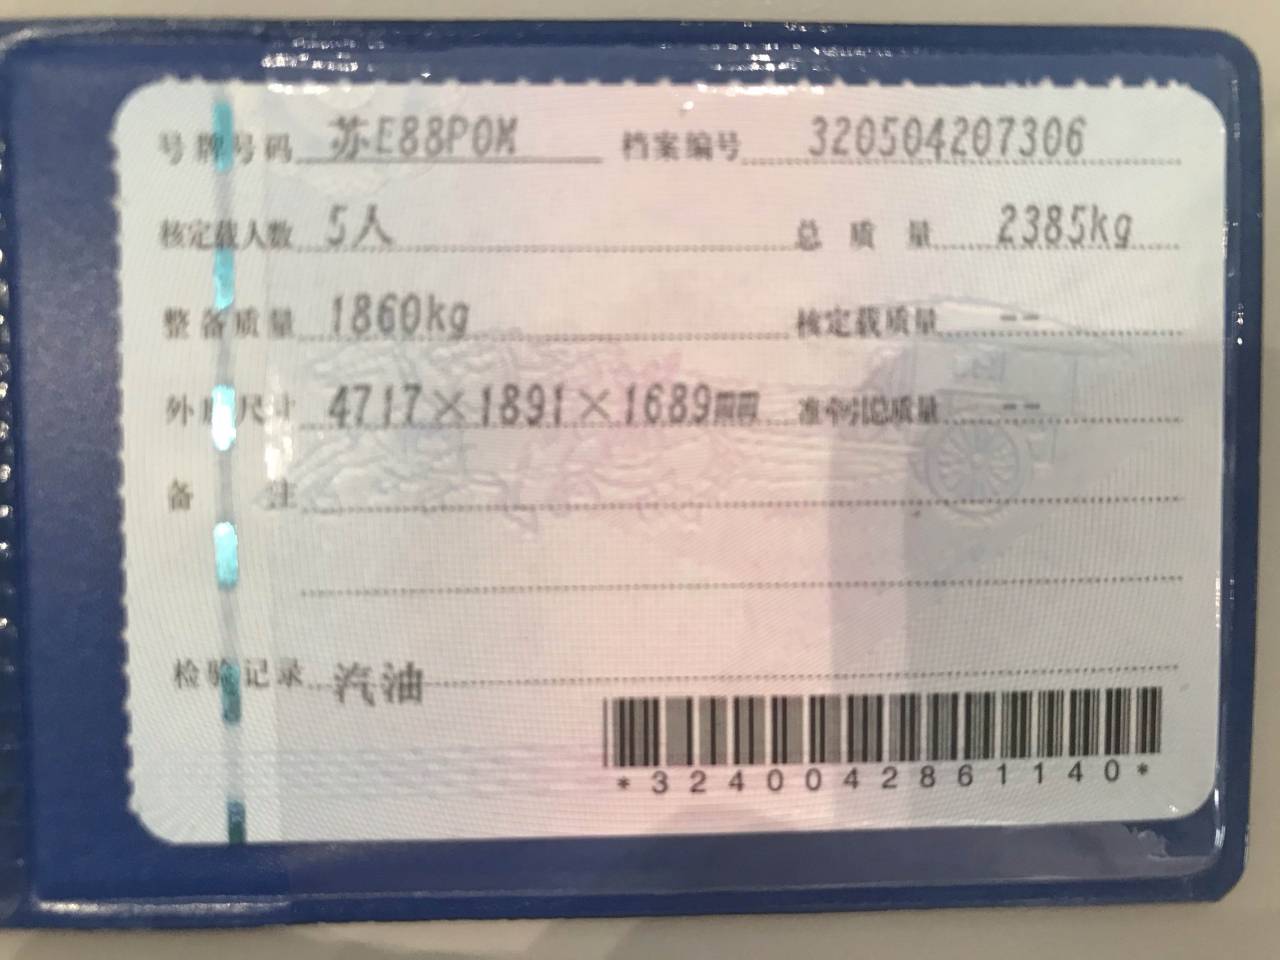 号牌号码 苏E88P0M 档案编号 320504207306
核定载人数 5人 总质量 2385kg
整备质量 1860kg 核定载质量 --
外廓尺寸 4717×1891×1689mm 准牵引总质量 --
备注
检验记录 汽油
*3240042861140*